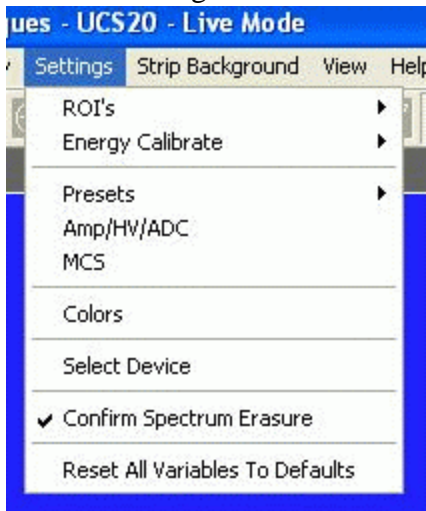 ues - UCS20 - Live Mode
Settings Strip Background View Help
ROI's
Energy Calibrate
Presets
Amp/HV/ADC
MCS
Colors
Select Device
Confirm Spectrum Erasure
Reset All Variables To Defaults